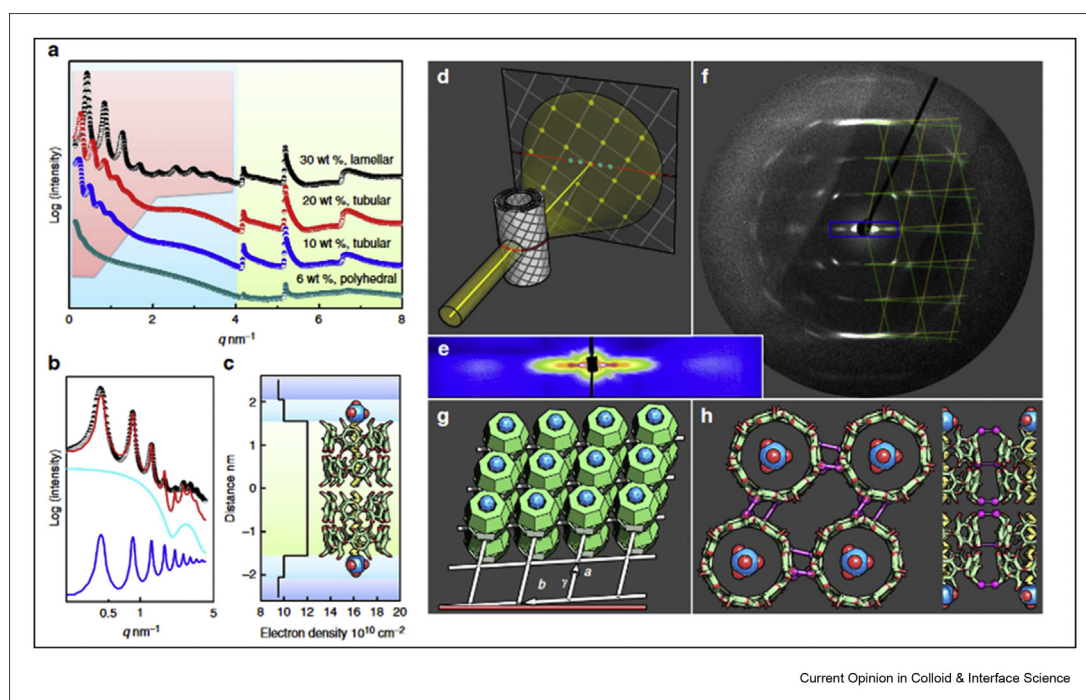 a
Log (intensity)
30 wt %, lamellar
20 wt %, tubular
10 wt %, tubular
6 wt %, polyhedral
0 2 4 6 8
q nm⁻¹
b
Log (intensity)
0.5 1 5
q nm⁻¹
c
Distance nm
2
1
0
−1
−2
8 10 12 14 16 18 20
Electron density 10¹⁰ cm⁻²
d
e
f
g
a
b γ
h
Current Opinion in Colloid & Interface Science